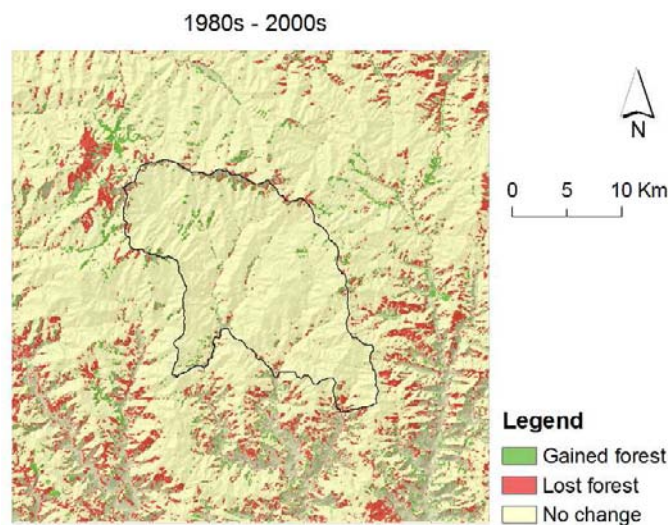 1980s - 2000s
N
0 5 10 Km
Legend
Gained forest
Lost forest
No change